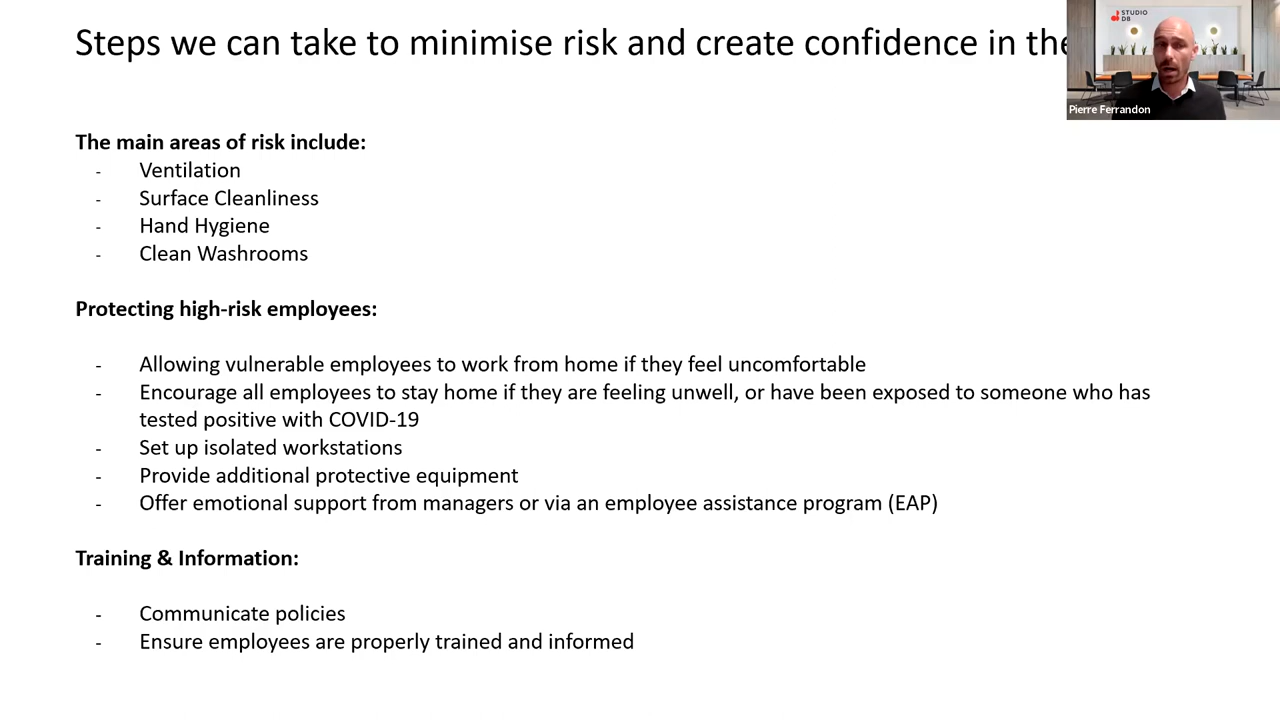 Steps we can take to minimise risk and create confidence in the
STUDIO
DB
Pierre Ferrandon
The main areas of risk include:
- Ventilation
- Surface Cleanliness
- Hand Hygiene
- Clean Washrooms
Protecting high-risk employees:
- Allowing vulnerable employees to work from home if they feel uncomfortable
- Encourage all employees to stay home if they are feeling unwell, or have been exposed to someone who has
tested positive with COVID-19
- Set up isolated workstations
- Provide additional protective equipment
- Offer emotional support from managers or via an employee assistance program (EAP)
Training & Information:
- Communicate policies
- Ensure employees are properly trained and informed